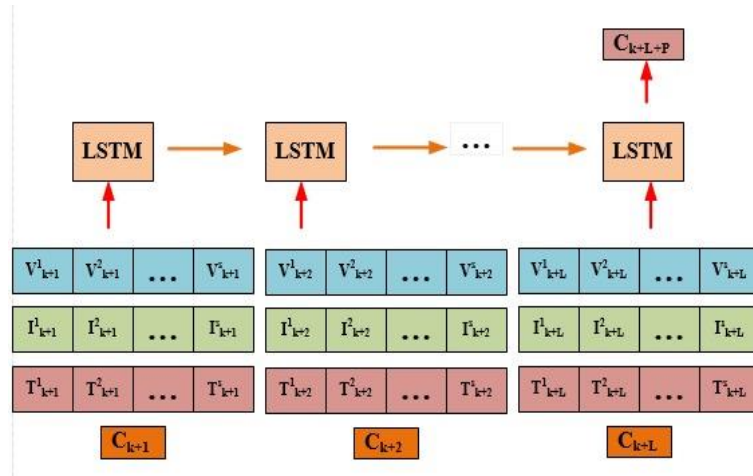 C_{k+L+P}
LSTM LSTM ... LSTM
V^1_{k+1} V^2_{k+1} ... V^s_{k+1} V^1_{k+2} V^2_{k+2} ... V^s_{k+2} V^1_{k+L} V^2_{k+L} ... V^s_{k+L}
I^1_{k+1} I^2_{k+1} ... I^s_{k+1} I^1_{k+2} I^2_{k+2} ... I^s_{k+2} I^1_{k+L} I^2_{k+L} ... I^s_{k+L}
T^1_{k+1} T^2_{k+1} ... T^s_{k+1} T^1_{k+2} T^2_{k+2} ... T^s_{k+2} T^1_{k+L} T^2_{k+L} ... T^s_{k+L}
C_{k+1} C_{k+2} C_{k+L}